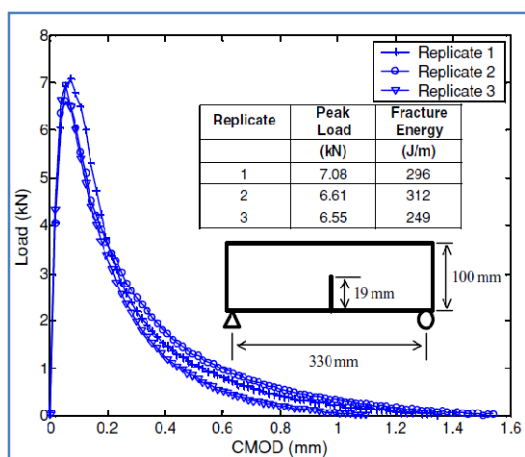 8
7
6
5
4
3
2
1
0
Load (kN)
Replicate 1
Replicate 2
Replicate 3
Replicate Peak Load (kN) Fracture Energy (J/m)
1 7.08 296
2 6.61 312
3 6.55 249
19 mm
100 mm
330 mm
0 0.2 0.4 0.6 0.8 1 1.2 1.4 1.6
CMOD (mm)